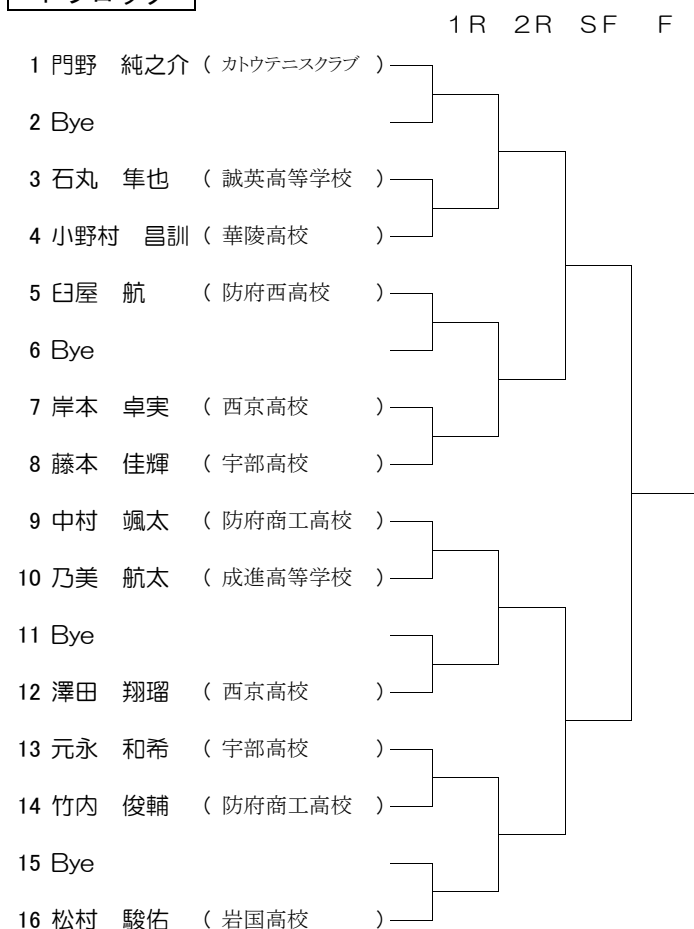 １Ｒ　２Ｒ　ＳＦ　Ｆ
1 門野　純之介 ( カトウテニスクラブ )
2 Bye
3 石丸　隼也 ( 誠英高等学校 )
4 小野村　昌訓 ( 華陵高校 )
5 臼屋　航 ( 防府西高校 )
6 Bye
7 岸本　卓実 ( 西京高校 )
8 藤本　佳輝 ( 宇部高校 )
9 中村　颯太 ( 防府商工高校 )
10 乃美　航太 ( 成進高等学校 )
11 Bye
12 澤田　翔瑠 ( 西京高校 )
13 元永　和希 ( 宇部高校 )
14 竹内　俊輔 ( 防府商工高校 )
15 Bye
16 松村　駿佑 ( 岩国高校 )